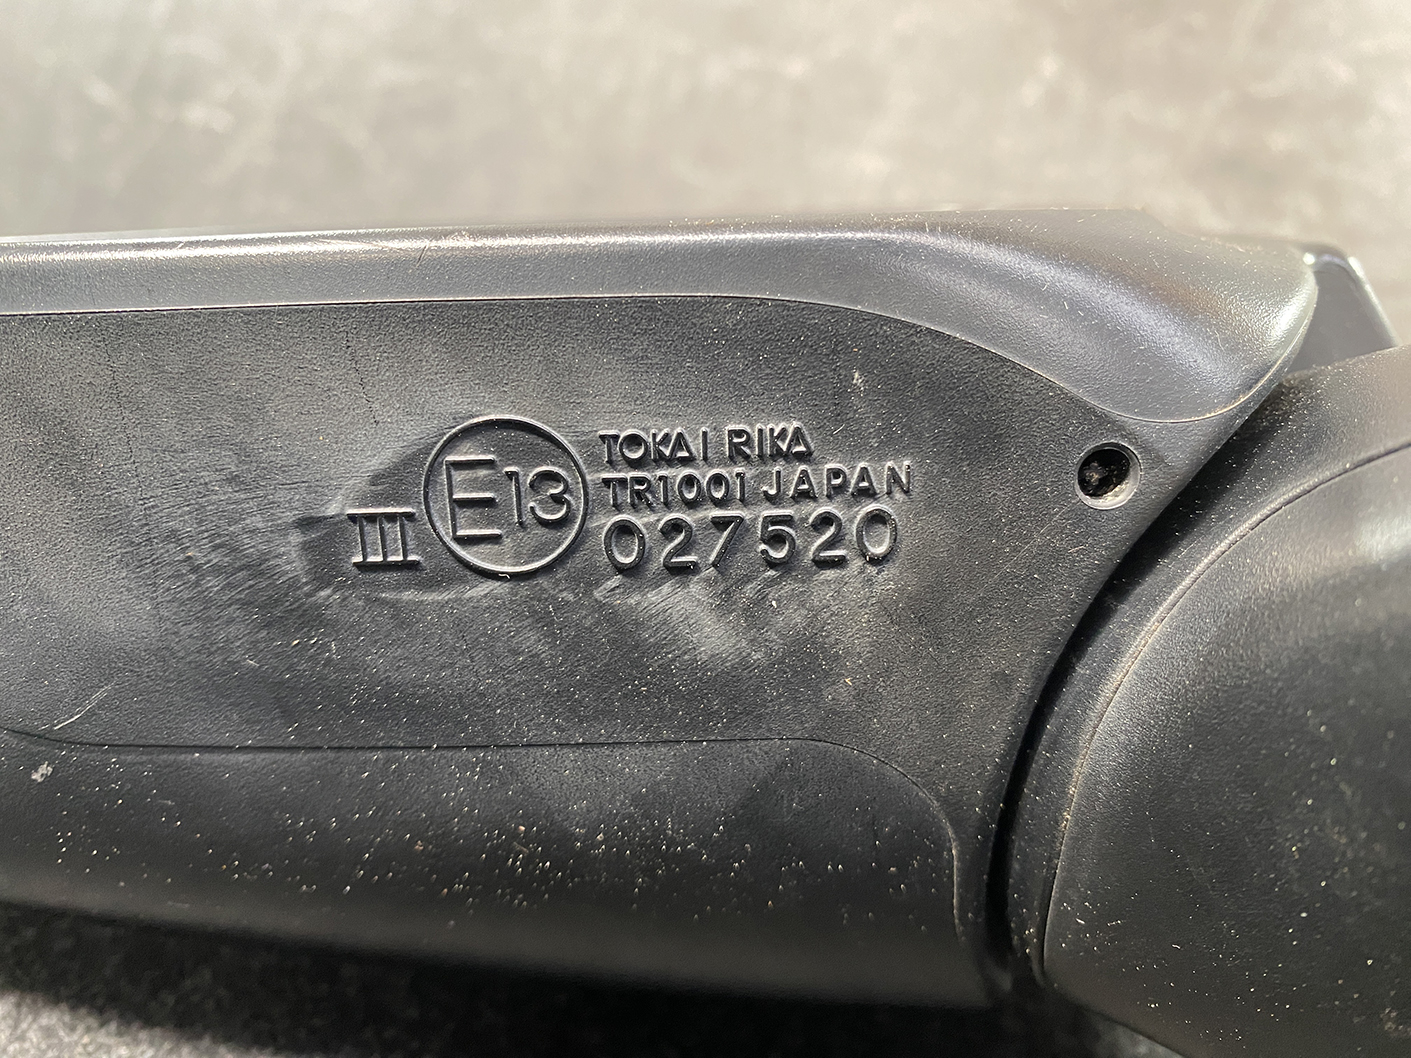 III E13
TOKAI RIKA
TR1001 JAPAN
027520